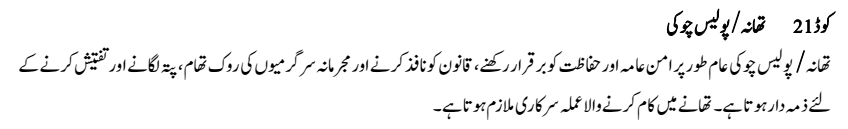 کوڈ21 تھانہ/پولیس چوکی
تھانہ/ پولیس چوکی عام طور پر امن عامہ اور حفاظت کو برقرار رکھنے، قانون کو نافذ کرنے اور مجرمانہ سرگرمیوں کی روک تھام، پتہ لگانے اور تفتیش کرنے کے
لئے ذمہ دار ہوتا ہے۔ تھانے میں کام کرنے والا عملہ سرکاری ملازم ہوتا ہے۔